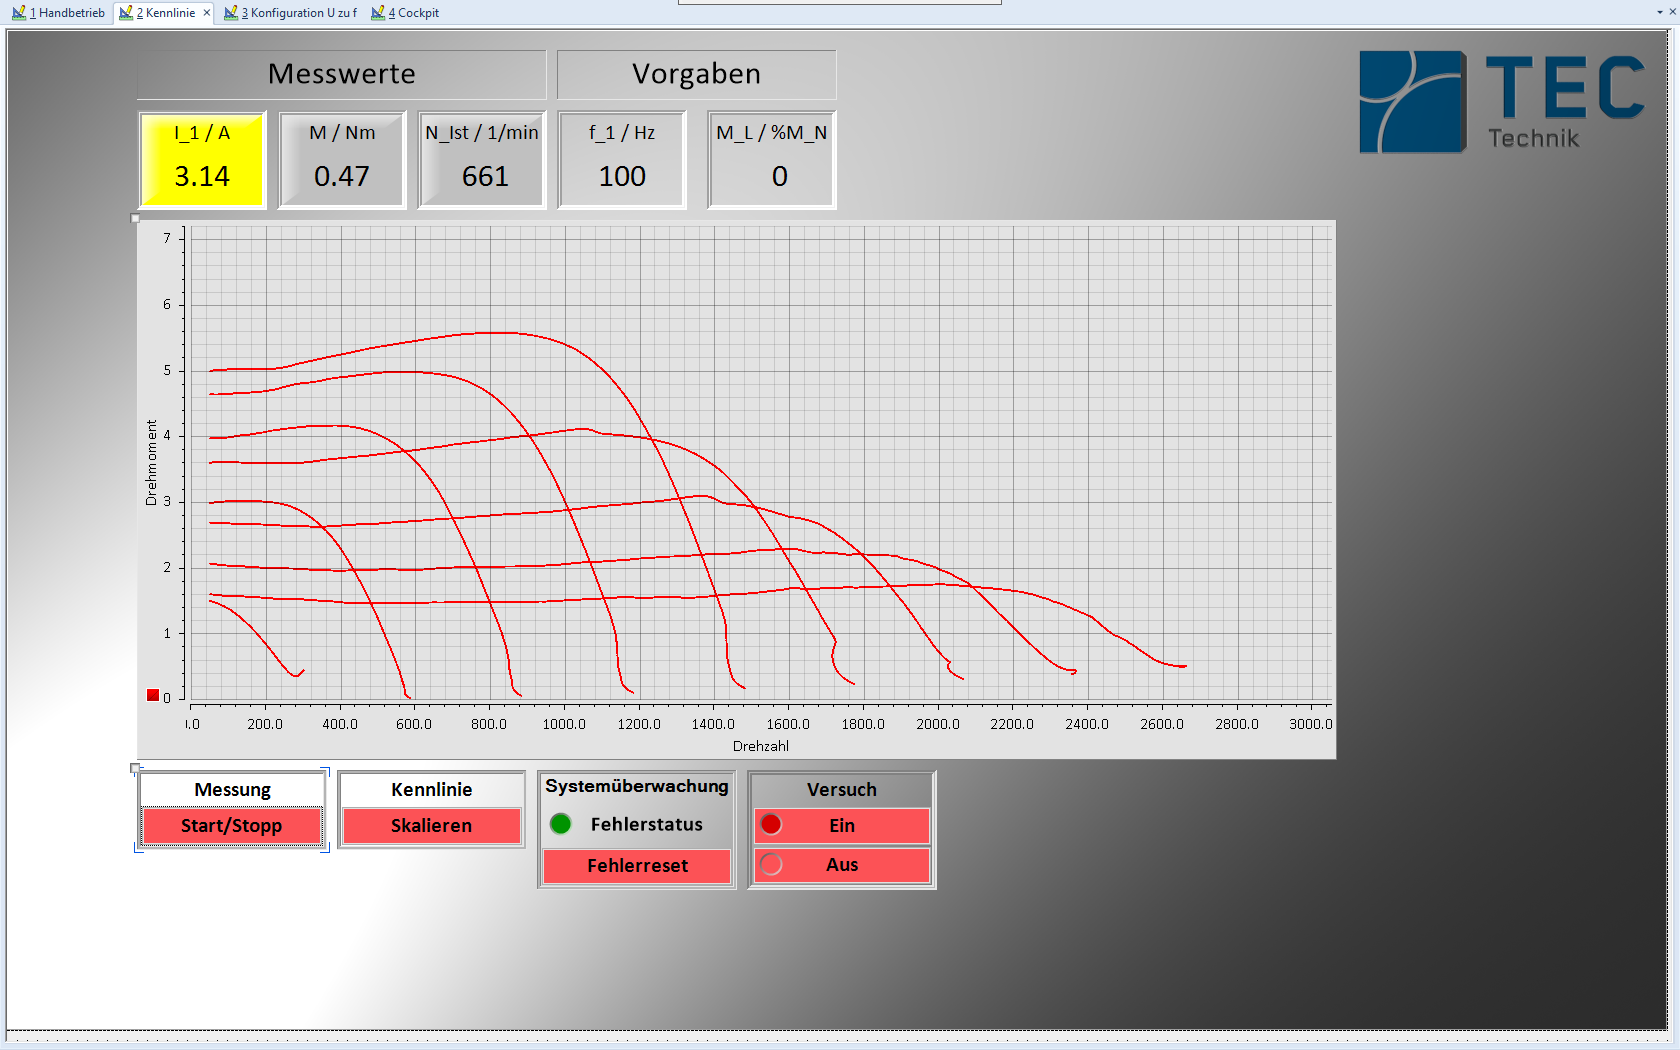 1 Handbetrieb 2 Kennlinie 3 Konfiguration U zu f 4 Cockpit
Messwerte Vorgaben
TEC
Technik
I_1 / A M / Nm N_Ist / 1/min f_1 / Hz M_L / %M_N
3.14 0.47 661 100 0
7
6
5
4
3
2
1
0
Drehmoment
0.0 200.0 400.0 600.0 800.0 1000.0 1200.0 1400.0 1600.0 1800.0 2000.0 2200.0 2400.0 2600.0 2800.0 3000.0
Drehzahl
Messung
Start/Stopp
Kennlinie
Skalieren
Systemüberwachung
Fehlerstatus
Fehlerreset
Versuch
Ein
Aus